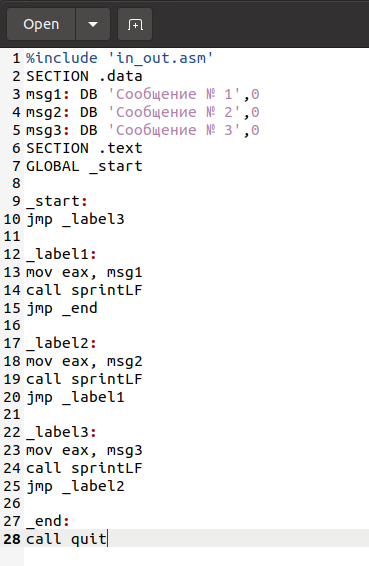 Open
1 %include 'in_out.asm'
2 SECTION .data
3 msg1: DB 'Сообщение № 1',0
4 msg2: DB 'Сообщение № 2',0
5 msg3: DB 'Сообщение № 3',0
6 SECTION .text
7 GLOBAL _start
8
9 _start:
10 jmp _label3
11
12 _label1:
13 mov eax, msg1
14 call sprintLF
15 jmp _end
16
17 _label2:
18 mov eax, msg2
19 call sprintLF
20 jmp _label1
21
22 _label3:
23 mov eax, msg3
24 call sprintLF
25 jmp _label2
26
27 _end:
28 call quit